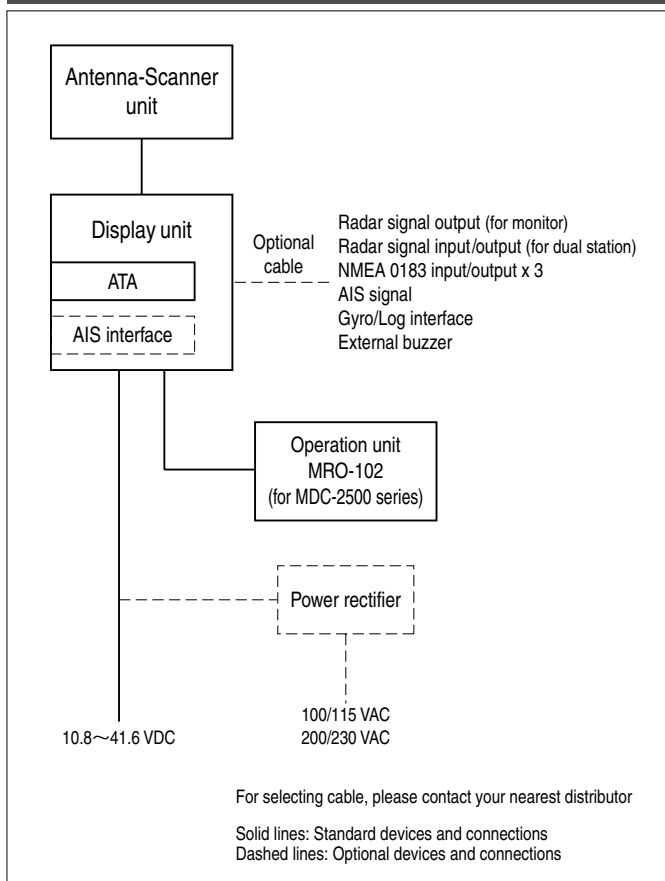 Antenna-Scanner
unit
Display unit
ATA
AIS interface
Optional
cable
Radar signal output (for monitor)
Radar signal input/output (for dual station)
NMEA 0183 input/output x 3
AIS signal
Gyro/Log interface
External buzzer
Operation unit
MRO-102
(for MDC-2500 series)
Power rectifier
10.8～41.6 VDC
100/115 VAC
200/230 VAC
For selecting cable, please contact your nearest distributor
Solid lines: Standard devices and connections
Dashed lines: Optional devices and connections